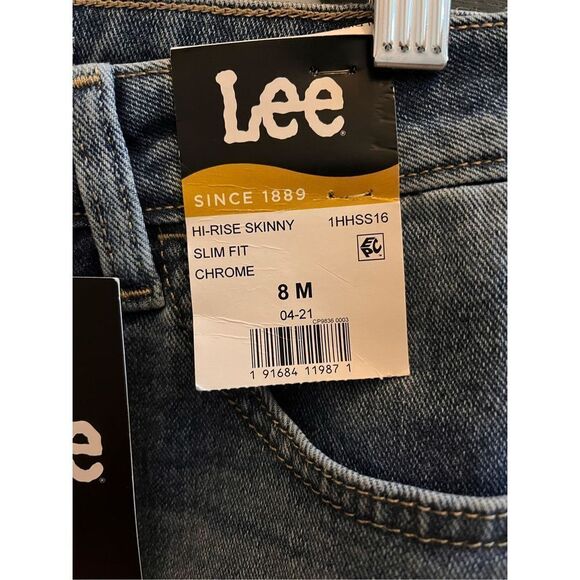 Lee
SINCE 1889
HI-RISE SKINNY 1HHSS16
SLIM FIT
CHROME
EPC
8 M
04-21
CP9836 0003
1 91684 11987 1
e